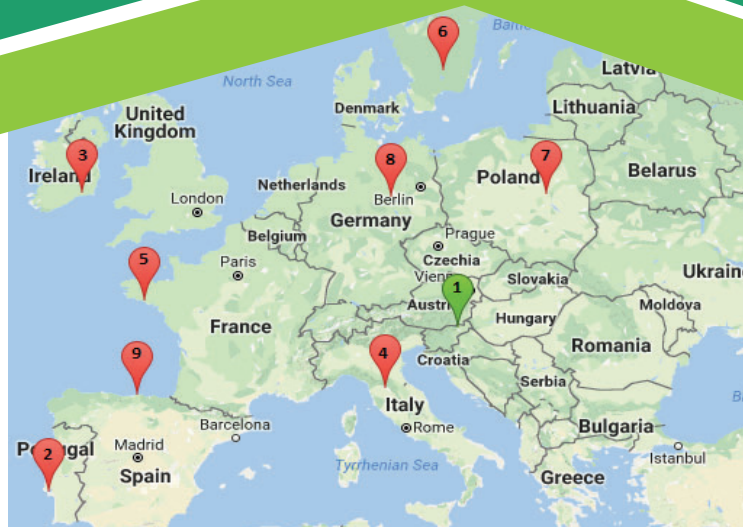 6
Baltic
Latvia
North Sea
Denmark
Lithuania
United
Kingdom
3
8
7
Ireland
Poland
Belarus
Netherlands
Berlin
London
Germany
Belgium
Prague
5
Paris
Czechia
Ukraine
Vienna
Slovakia
1
Austria
Moldova
France
Hungary
Romania
9
4
Croatia
Serbia
Italy
Barcelona
Rome
Bulgaria
Portugal
2
Madrid
Istanbul
Spain
Tyrrhenian Sea
Greece